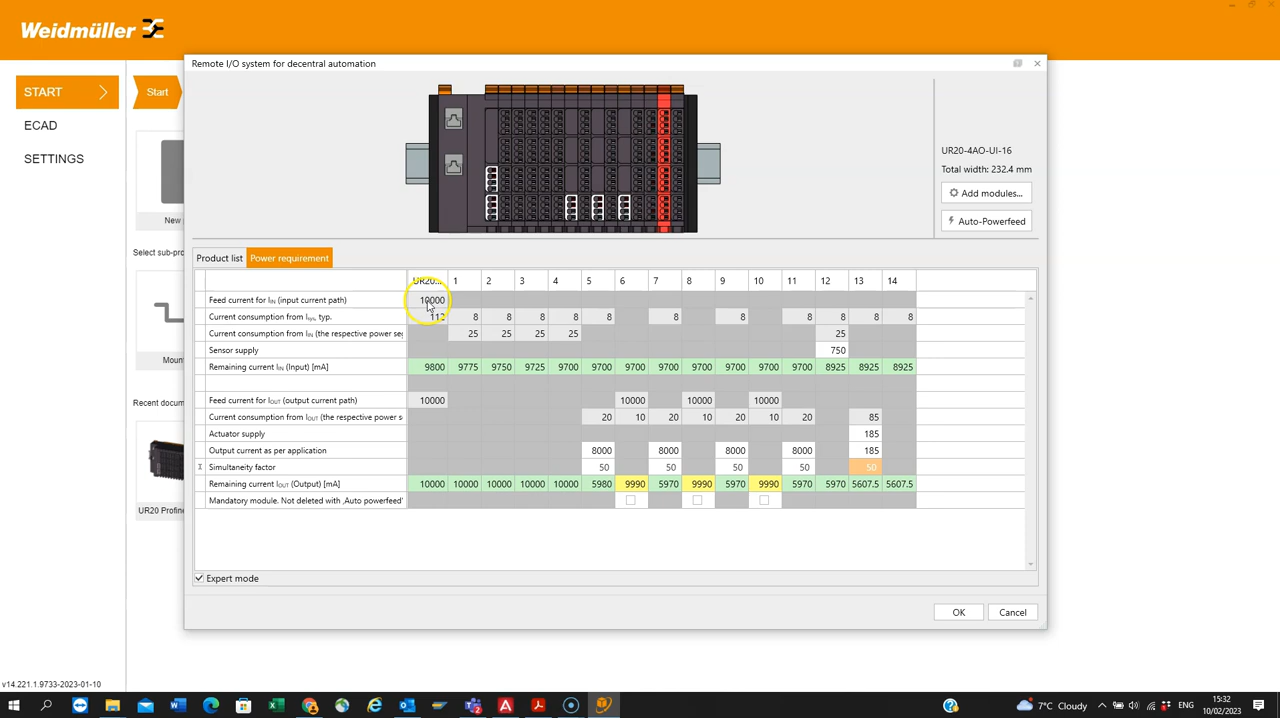 Weidmüller
Remote I/O system for decentral automation
START
Start
ECAD
SETTINGS
UR20-4AO-UI-16
Total width: 232.4 mm
Add modules...
Auto-Powerfeed
New
Select sub-pro
Product list Power requirement
UR20... 1 2 3 4 5 6 7 8 9 10 11 12 13 14
Feed current for IIN (input current path) 10000
Current consumption from Isys, typ. 112 8 8 8 8 8 8 8 8 8 8 8
Current consumption from IIN (the respective power seg 25 25 25 25 25
Sensor supply 750
Remaining current IIN (Input) [mA] 9800 9775 9750 9725 9700 9700 9700 9700 9700 9700 9700 9700 8925 8925 8925
Feed current for IOUT (output current path) 10000 10000 10000 10000
Current consumption from IOUT (the respective power s 20 10 20 10 20 10 20 85
Actuator supply 185
Output current as per application 8000 8000 8000 8000 185
Simultaneity factor 50 50 50 50 50
Remaining current IOUT (Output) [mA] 10000 10000 10000 10000 10000 5980 9990 5970 9990 5970 9990 5970 5970 5607.5 5607.5
Mandatory module. Not deleted with ,Auto powerfeed'
Mount
Recent docum
UR20 Profine
Expert mode
OK Cancel
v14.221.1.9733-2023-01-10
7°C Cloudy
ENG
15:32
10/02/2023